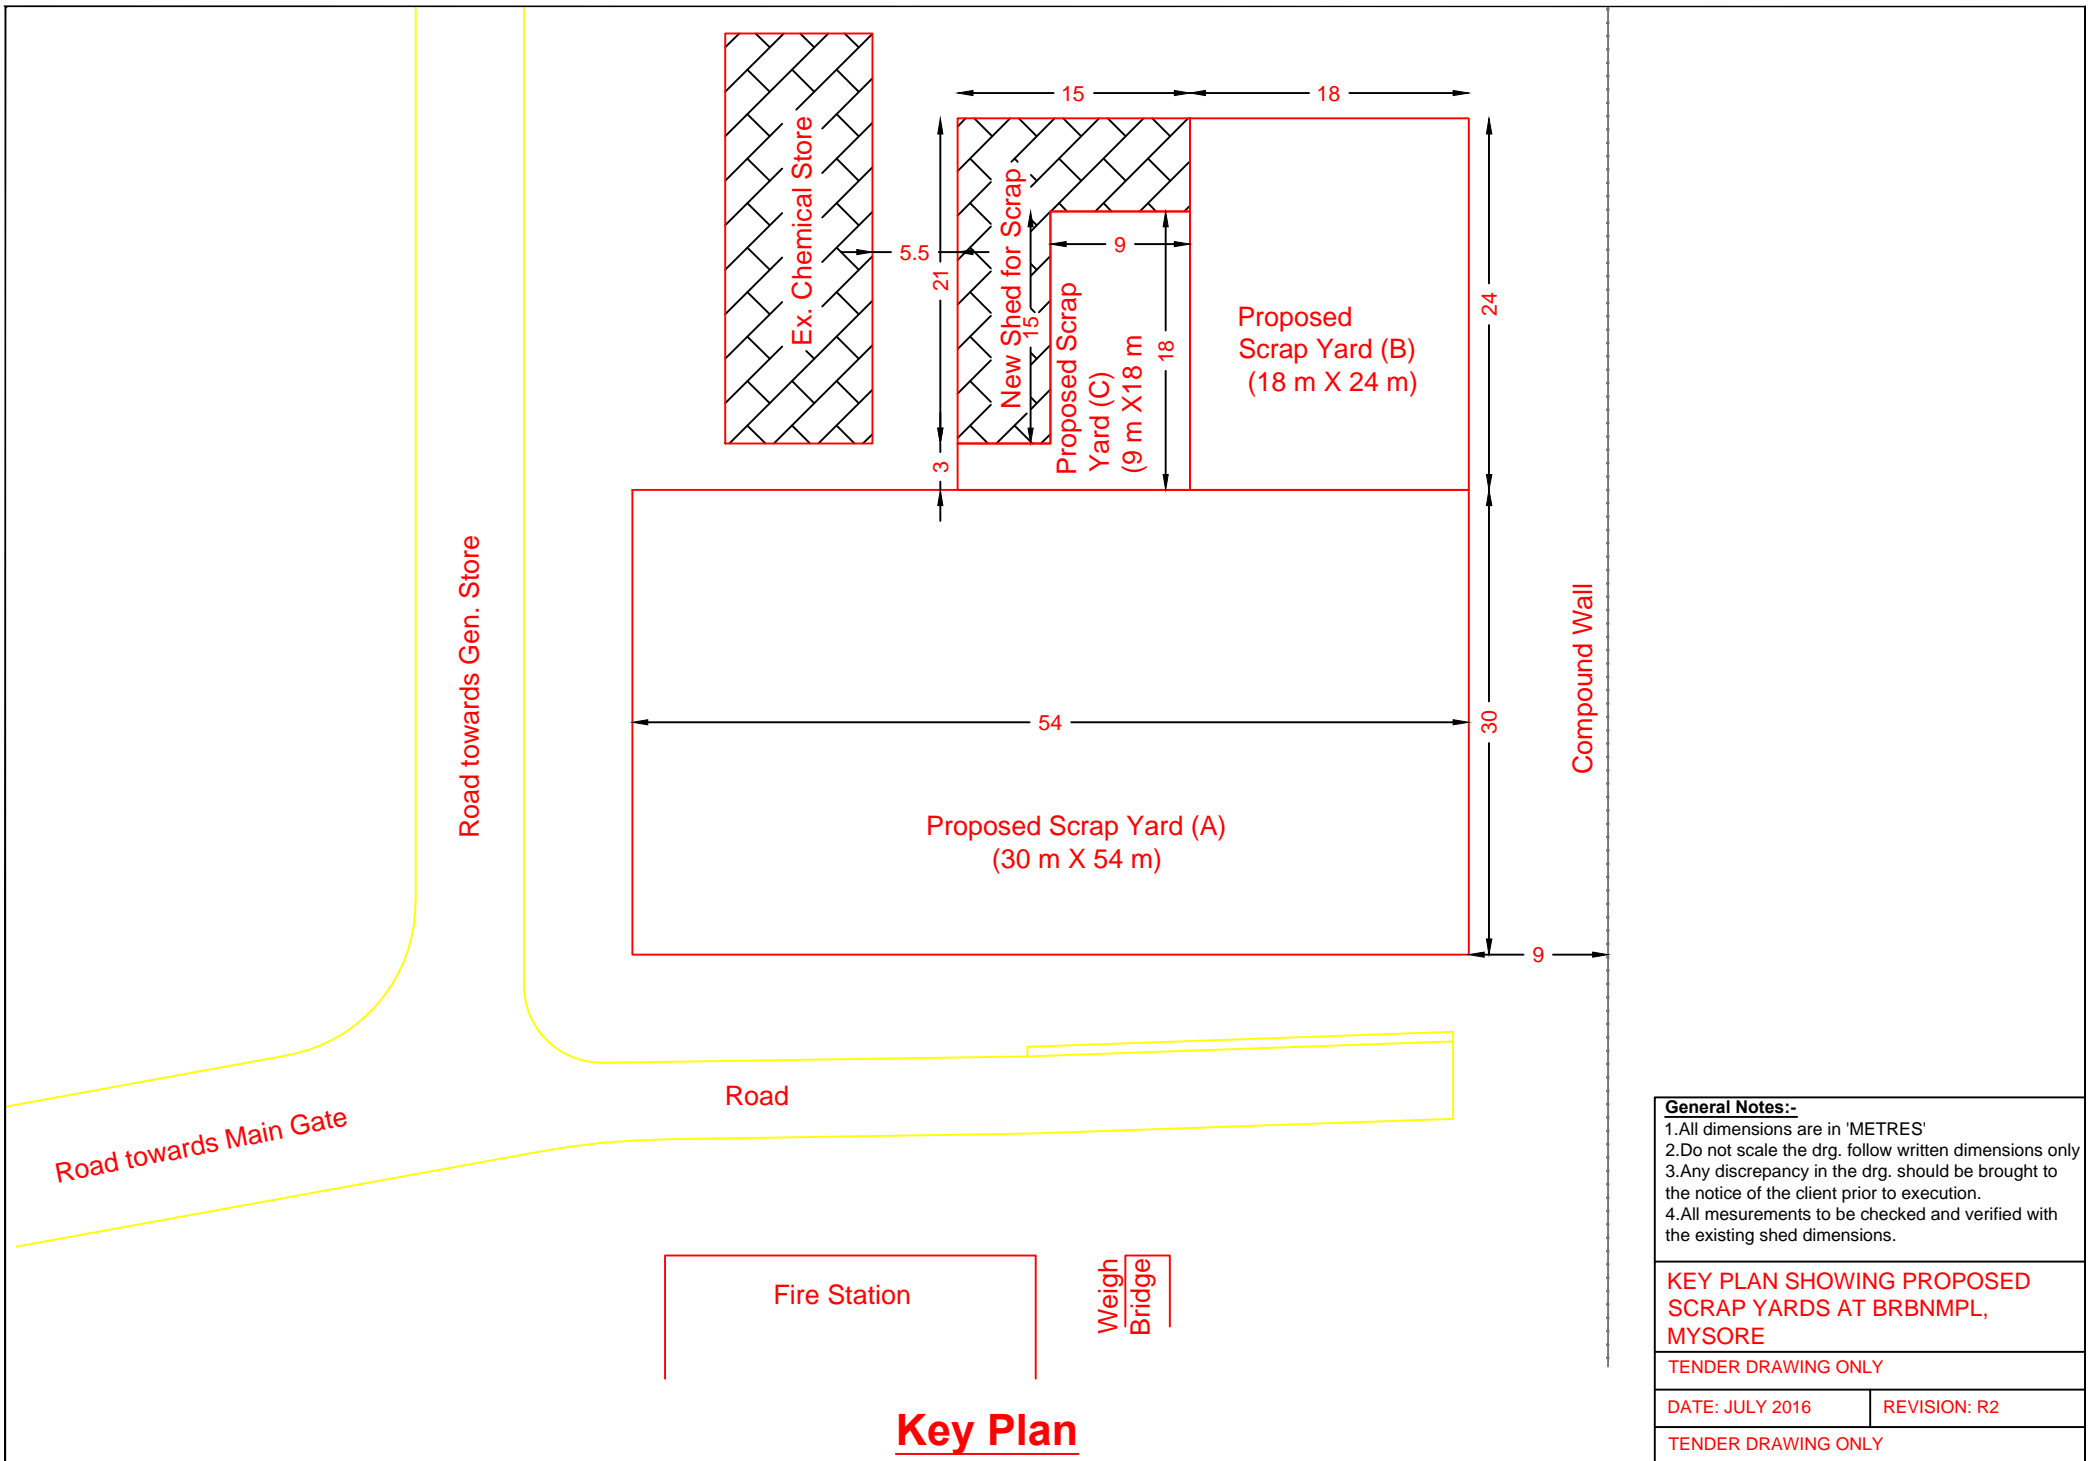 15
18
Ex. Chemical Store
5.5
21
3
New Shed for Scrap
15
9
18
Proposed Scrap
Yard (C)
(9 m X18 m
Proposed
Scrap Yard (B)
(18 m X 24 m)
24
Road towards Gen. Store
54
30
Compound Wall
Proposed Scrap Yard (A)
(30 m X 54 m)
9
Road
Road towards Main Gate
Fire Station
Weigh
Bridge
Key Plan
General Notes:-
1.All dimensions are in 'METRES'
2.Do not scale the drg. follow written dimensions only
3.Any discrepancy in the drg. should be brought to
the notice of the client prior to execution.
4.All mesurements to be checked and verified with
the existing shed dimensions.
KEY PLAN SHOWING PROPOSED
SCRAP YARDS AT BRBNMPL,
MYSORE
TENDER DRAWING ONLY
DATE: JULY 2016
REVISION: R2
TENDER DRAWING ONLY